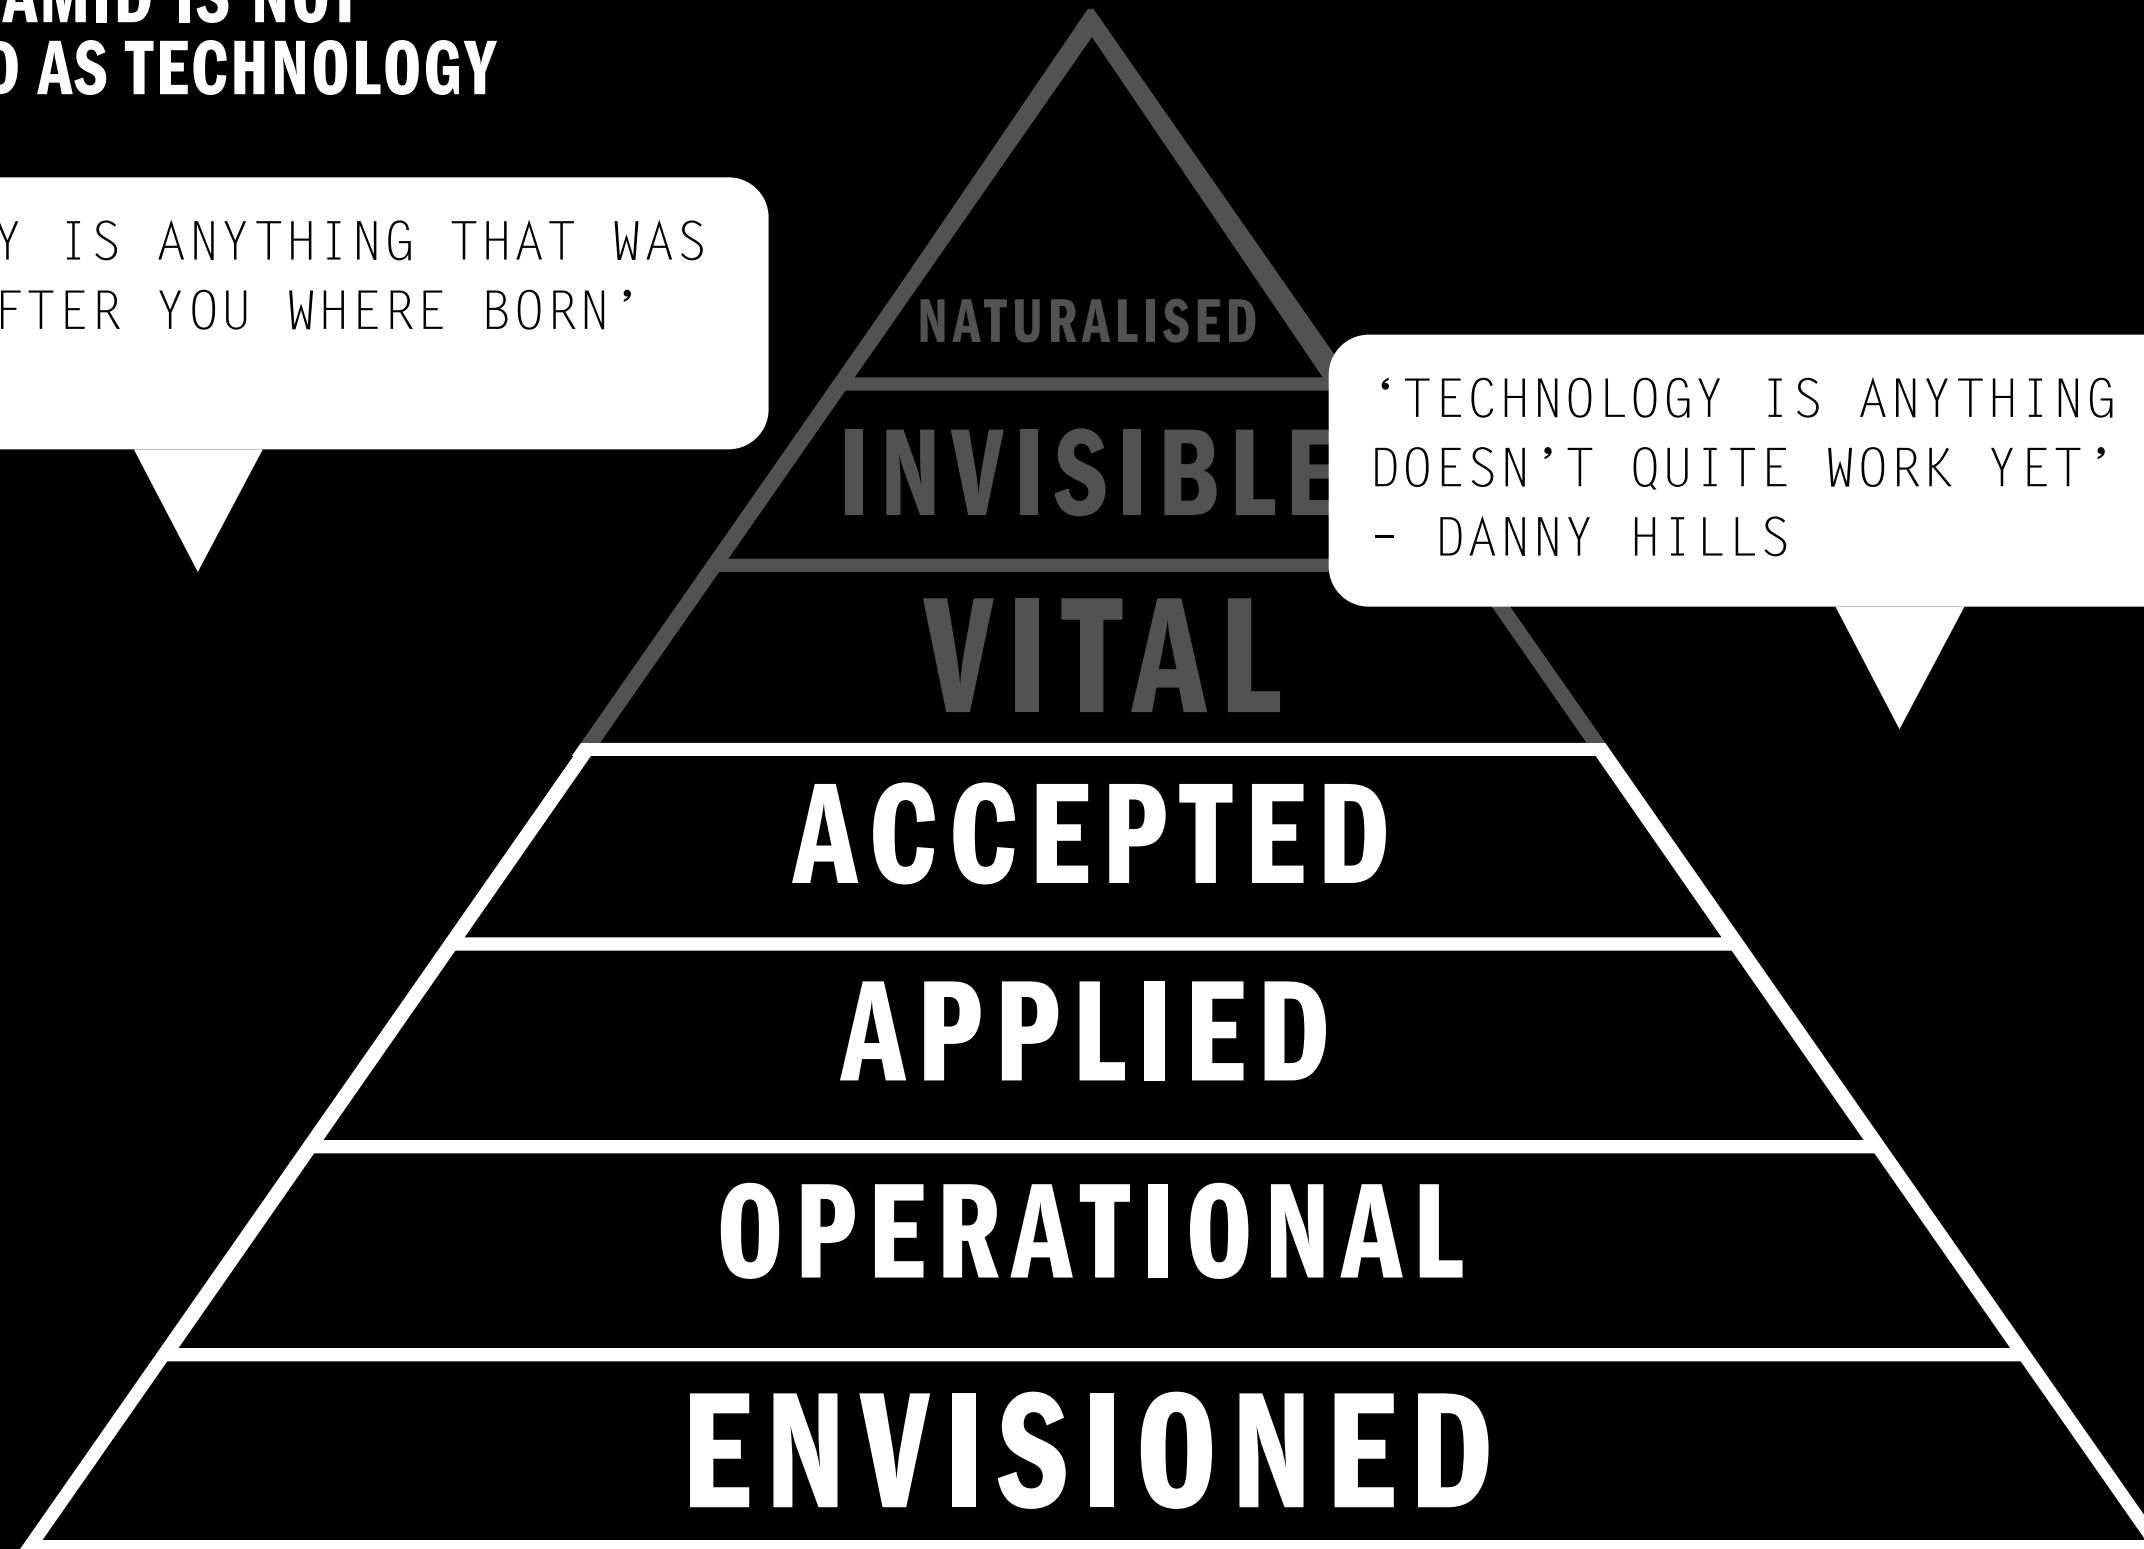 AMID IS NOT
D AS TECHNOLOGY
Y IS ANYTHING THAT WAS
FTER YOU WHERE BORN’
NATURALISED
INVISIBLE
‘TECHNOLOGY IS ANYTHING
DOESN’T QUITE WORK YET’
– DANNY HILLS
VITAL
ACCEPTED
APPLIED
OPERATIONAL
ENVISIONED